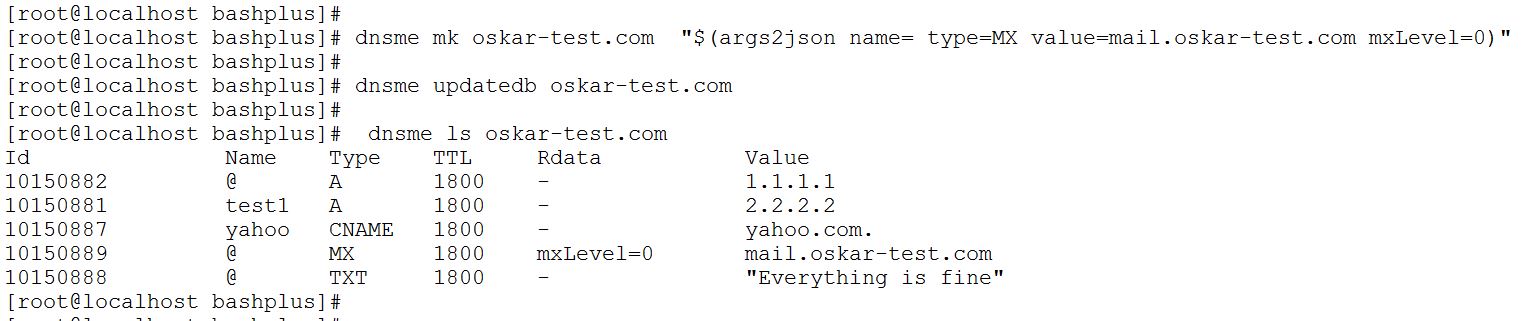 [root@localhost bashplus]#
[root@localhost bashplus]# dnsme mk oskar-test.com  "$(args2json name= type=MX value=mail.oskar-test.com mxLevel=0)"
[root@localhost bashplus]#
[root@localhost bashplus]# dnsme updatedb oskar-test.com
[root@localhost bashplus]#
[root@localhost bashplus]#  dnsme ls oskar-test.com
Id               Name    Type    TTL     Rdata           Value
10150882         @       A       1800    -               1.1.1.1
10150881         test1   A       1800    -               2.2.2.2
10150887         yahoo   CNAME   1800    -               yahoo.com.
10150889         @       MX      1800    mxLevel=0       mail.oskar-test.com
10150888         @       TXT     1800    -               "Everything is fine"
[root@localhost bashplus]#